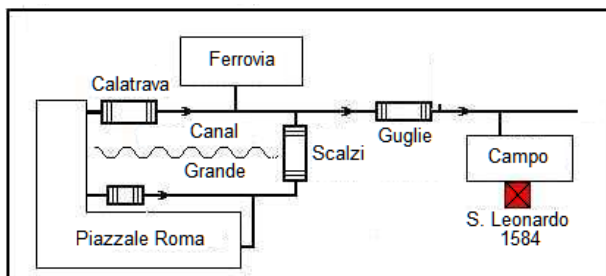 Ferrovia
Calatrava
Canal
Grande
Scalzi
Guglie
Campo
Piazzale Roma
S. Leonardo
1584